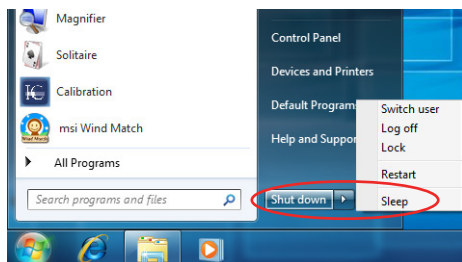 Magnifier
Solitaire
Calibration
msi Wind Match
All Programs
Search programs and files
Control Panel
Devices and Printers
Default Program
Help and Suppor
Shut down
Switch user
Log off
Lock
Restart
Sleep